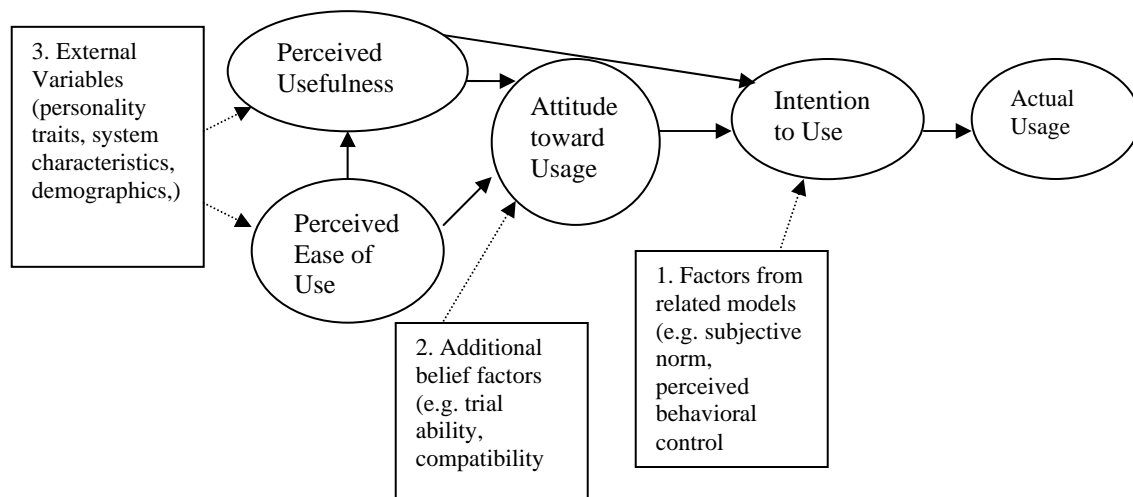 3. External
Variables
(personality
traits, system
characteristics,
demographics,)
Perceived
Usefulness
Perceived
Ease of
Use
Attitude
toward
Usage
Intention
to Use
Actual
Usage
2. Additional
belief factors
(e.g. trial
ability,
compatibility
1. Factors from
related models
(e.g. subjective
norm,
perceived
behavioral
control